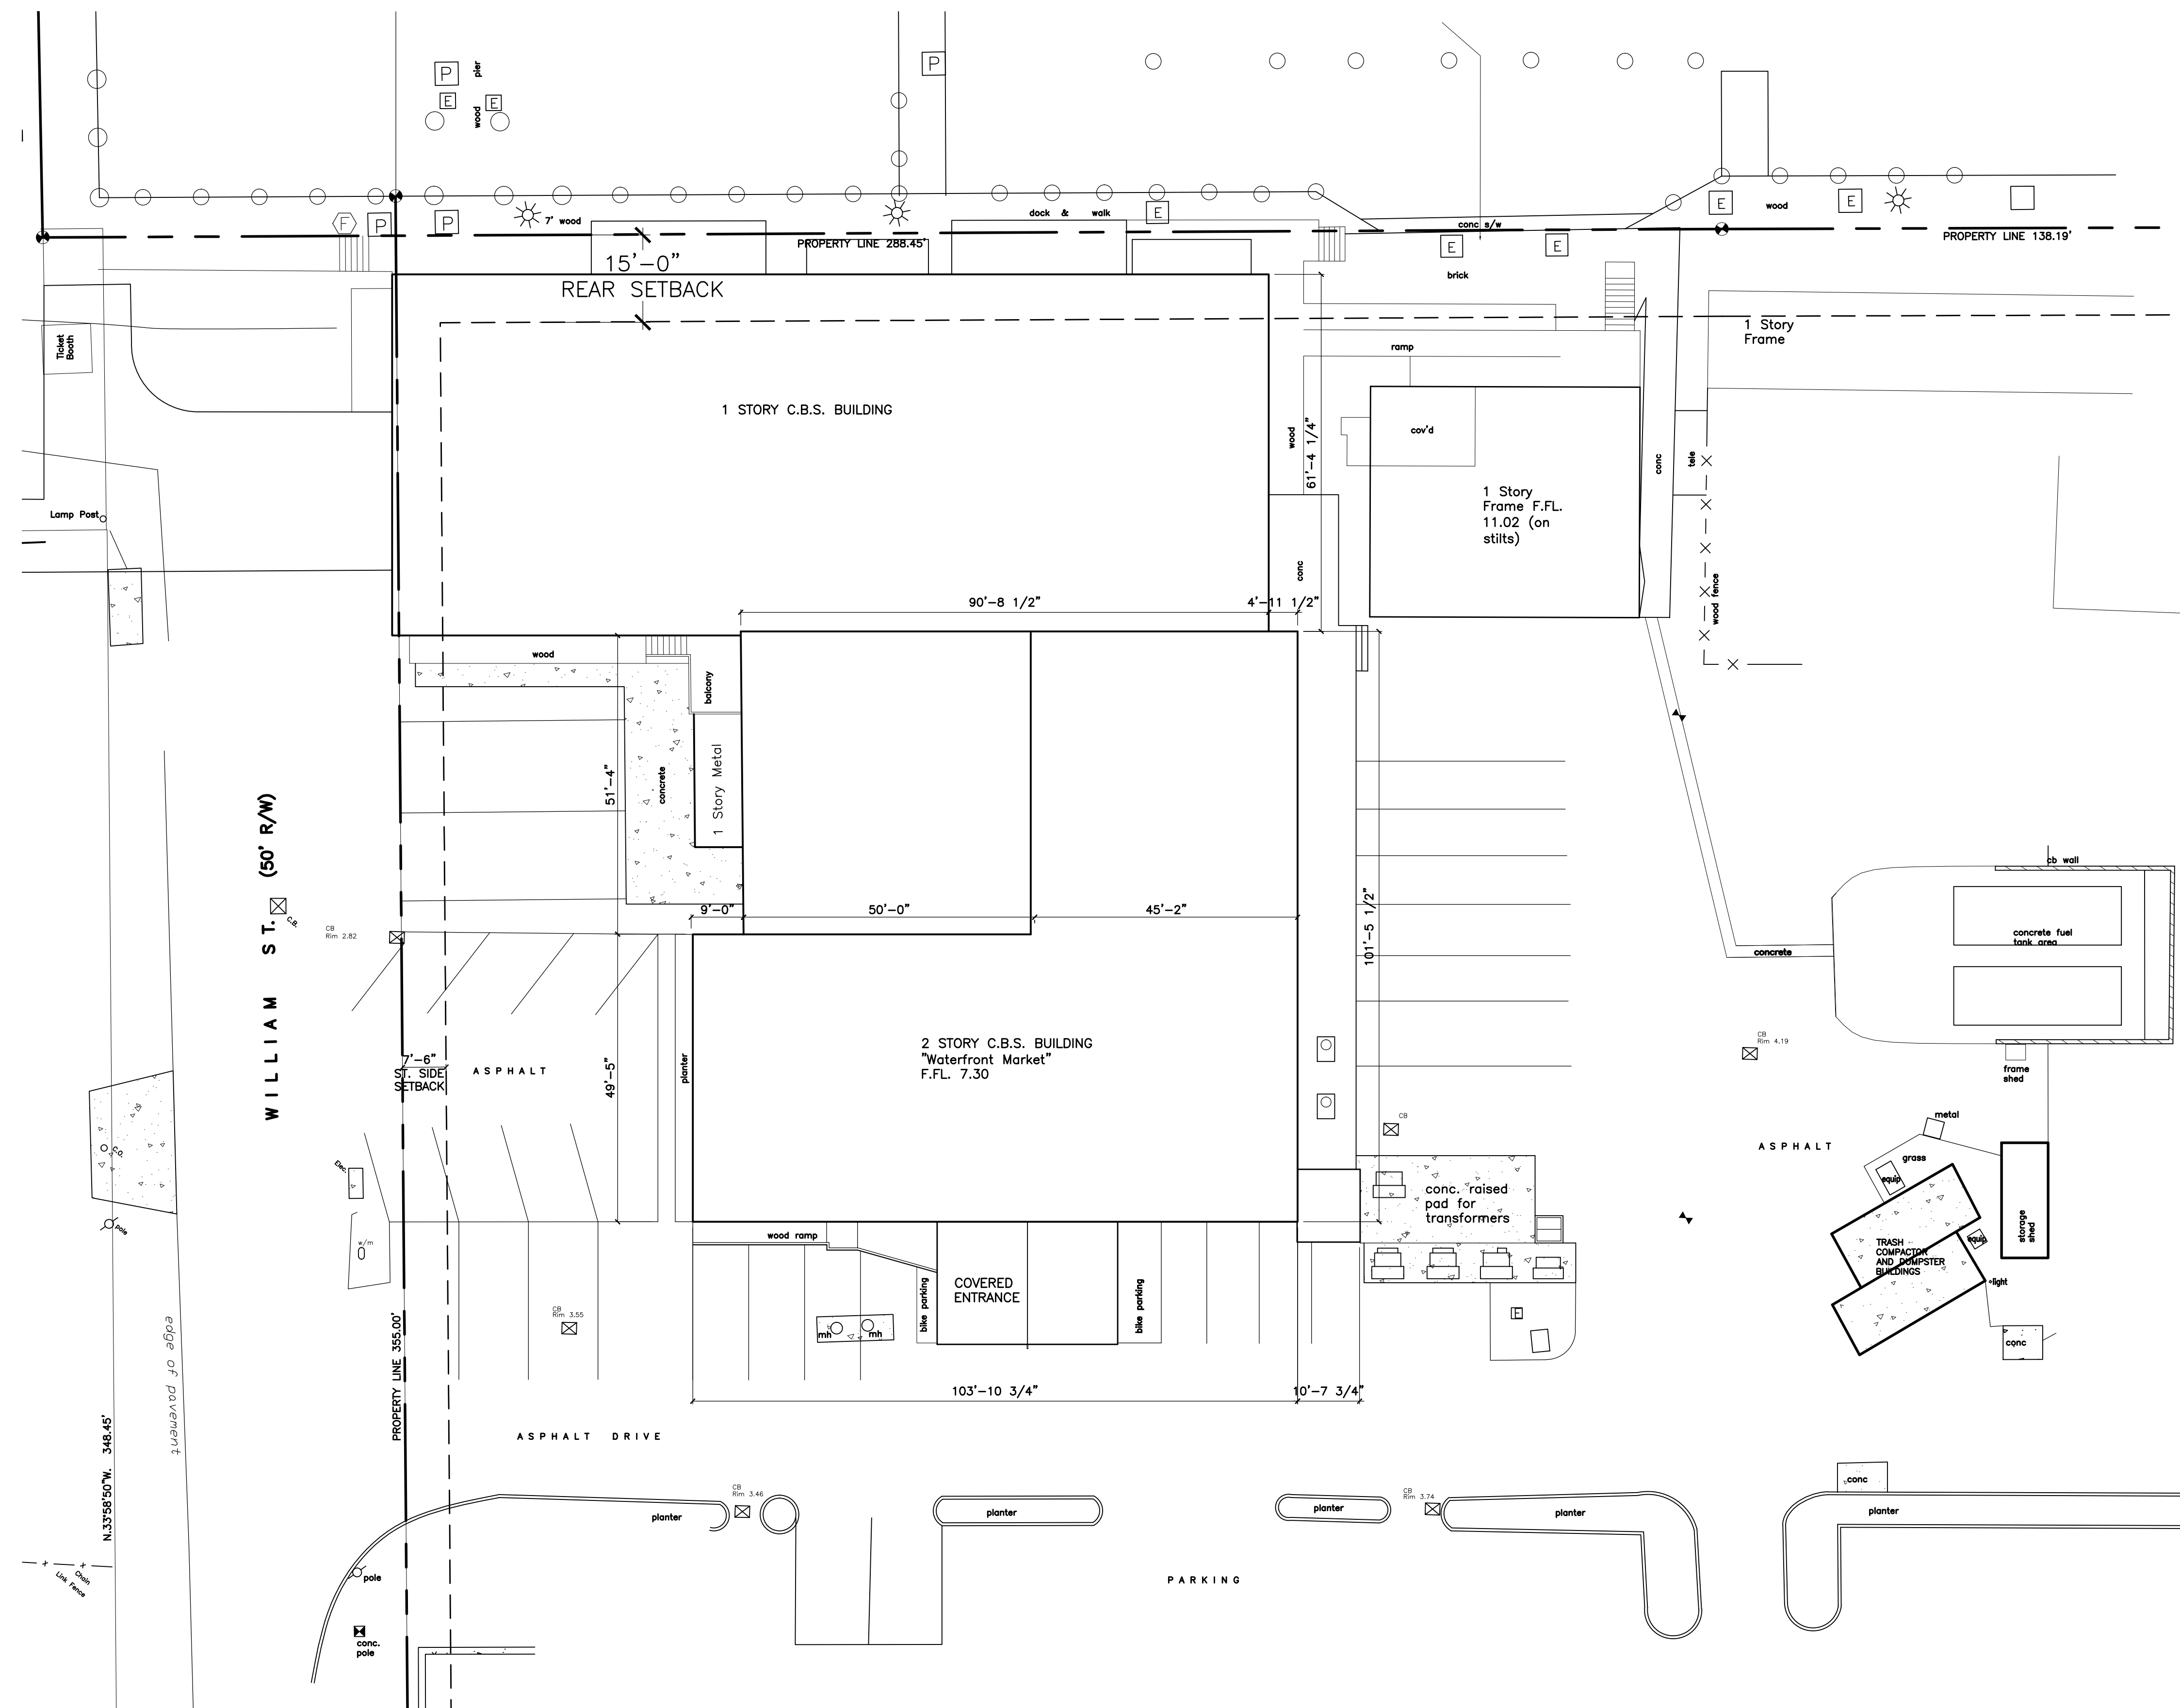 P
pier
P
E
E
wood
F
P
P
7' wood
dock & walk
E
conc s/w
E
wood
E
PROPERTY LINE 288.45'
E
E
PROPERTY LINE 138.19'
15'-0"
REAR SETBACK
brick
Ticket
Booth
ramp
1 Story
Frame
1 STORY C.B.S. BUILDING
wood
61'-4 1/4"
cov'd
conc
tele
Lamp Post
1 Story
Frame F.FL.
11.02 (on
stilts)
conc
wood fence
90'-8 1/2"
4'-11 1/2"
wood
balcony
51'-4"
concrete
1 Story Metal
WILLIAM ST. (50' R/W)
C.B.
CB
Rim 2.82
9'-0"
50'-0"
45'-2"
101'-5 1/2"
cb wall
concrete fuel
tank area
concrete
CB
Rim 4.19
frame
shed
7'-6"
ST. SIDE
SETBACK
ASPHALT
49'-5"
planter
2 STORY C.B.S. BUILDING
"Waterfront Market"
F.FL. 7.30
CB
metal
ASPHALT
grass
equip
C.O.
Elec.
conc. raised
pad for
transformers
storage
shed
pole
w/m
wood ramp
equip
TRASH
COMPACTOR
AND DUMPSTER
BUILDINGS
light
COVERED
ENTRANCE
bike parking
bike parking
CB
Rim 3.55
mh
mh
E
conc
edge of pavement
PROPERTY LINE 355.00'
103'-10 3/4"
10'-7 3/4"
N.33°58'50"W. 348.45'
ASPHALT DRIVE
conc
CB
Rim 3.46
CB
Rim 3.74
planter
planter
planter
planter
planter
Chain
Link Fence
pole
PARKING
conc.
pole